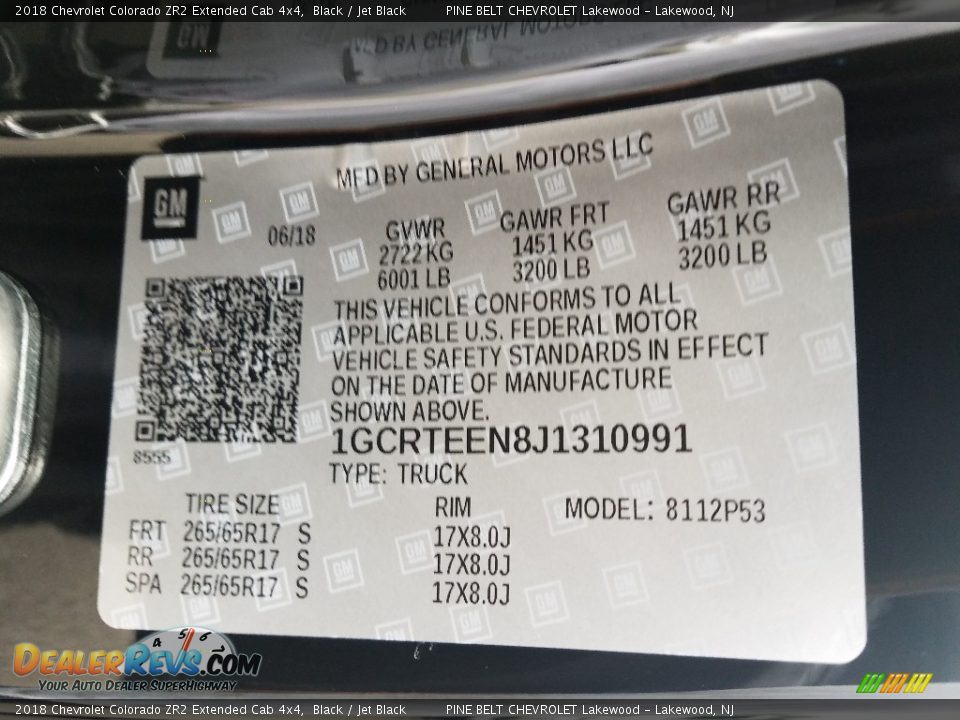 2018 Chevrolet Colorado ZR2 Extended Cab 4x4, Black / Jet Black PINE BELT CHEVROLET Lakewood – Lakewood, NJ
MFD BY GENERAL MOTORS LLC
GM
06/18
GVWR GAWR FRT GAWR RR
2722 KG 1451 KG 1451 KG
6001 LB 3200 LB 3200 LB
THIS VEHICLE CONFORMS TO ALL
APPLICABLE U.S. FEDERAL MOTOR
VEHICLE SAFETY STANDARDS IN EFFECT
ON THE DATE OF MANUFACTURE
SHOWN ABOVE.
1GCRTEEN8J1310991
8555
TYPE: TRUCK
TIRE SIZE RIM MODEL: 8112P53
FRT 265/65R17 S 17X8.0J
RR 265/65R17 S 17X8.0J
SPA 265/65R17 S 17X8.0J
4 5 6
DEALERREVS.COM
YOUR AUTO DEALER SUPERHIGHWAY
2018 Chevrolet Colorado ZR2 Extended Cab 4x4, Black / Jet Black PINE BELT CHEVROLET Lakewood – Lakewood, NJ